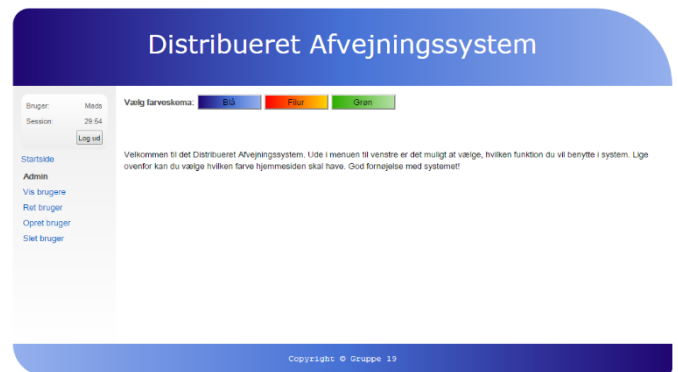 Distribueret Afvejningssystem
Bruger: Mads
Session: 29:54
Log ud
Startside
Admin
Vis brugere
Ret bruger
Opret bruger
Slet bruger
Vælg farveskema: Blå Filur Grøn
Velkommen til det Distribueret Afvejningssystem. Ude i menuen til venstre er det muligt at vælge, hvilken funktion du vil benytte i system. Lige
ovenfor kan du vælge hvilken farve hjemmesiden skal have. God fornøjelse med systemet!
Copyright © Gruppe 19